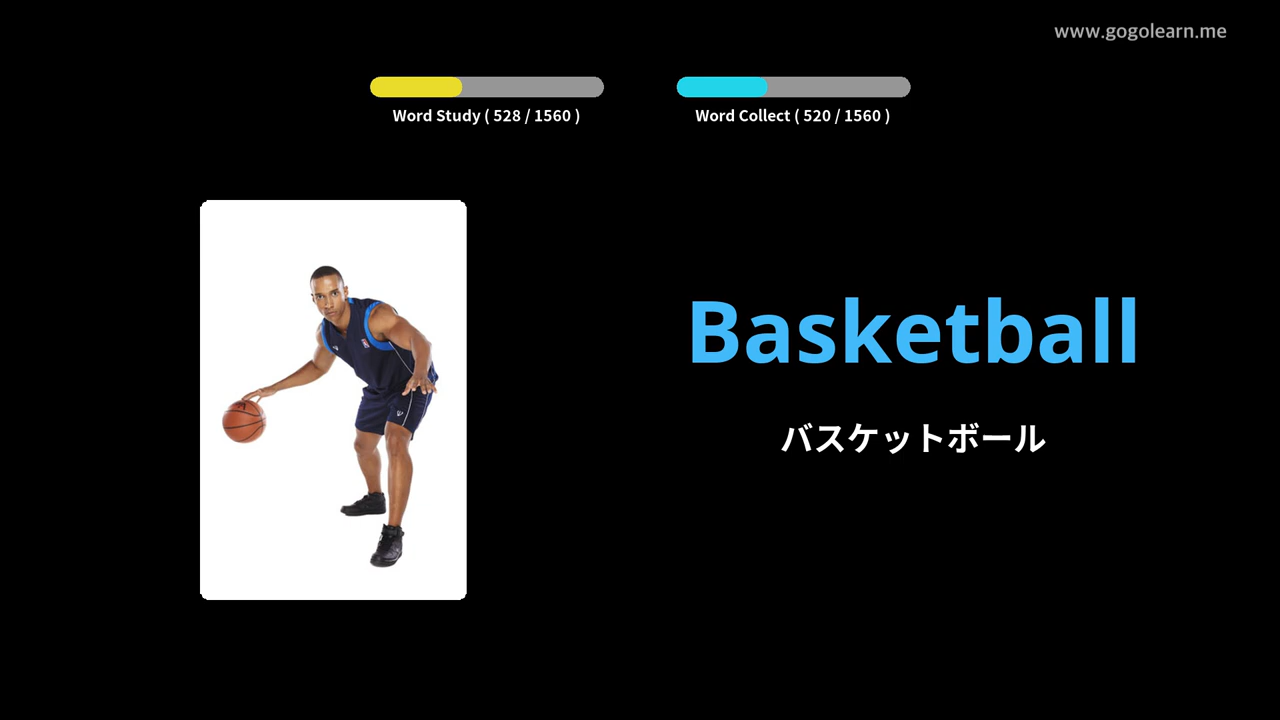 www.gogolearn.me
Word Study ( 528 / 1560 )
Word Collect ( 520 / 1560 )
Basketball
バスケットボール